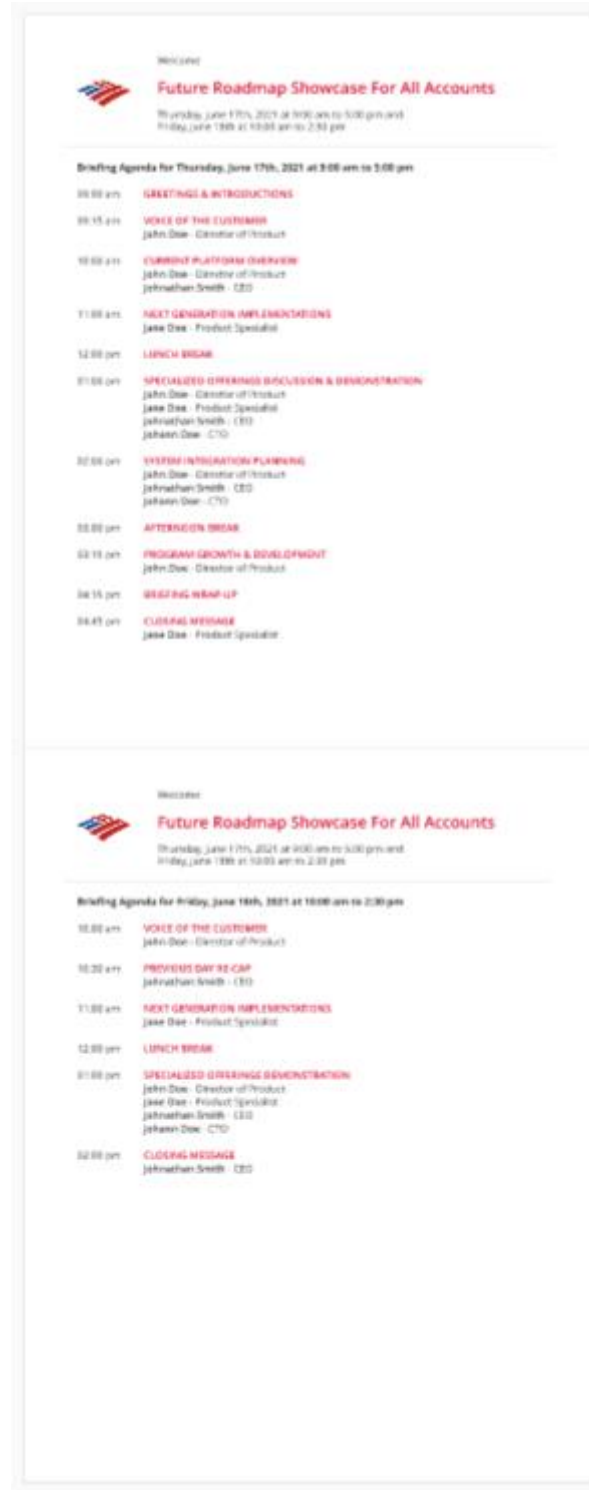 Welcome
Future Roadmap Showcase For All Accounts
Thursday, June 17th, 2021 at 9:00 am to 5:00 pm and
Friday, June 18th at 10:00 am to 2:30 pm
Briefing Agenda for Thursday, June 17th, 2021 at 9:00 am to 5:00 pm
09:00 am GREETINGS & INTRODUCTIONS
09:15 am VOICE OF THE CUSTOMER
John Doe - Director of Product
10:00 am CURRENT PLATFORM OVERVIEW
John Doe - Director of Product
Johnathan Smith - CEO
11:00 am NEXT GENERATION IMPLEMENTATIONS
Jane Doe - Product Specialist
12:00 pm LUNCH BREAK
01:00 pm SPECIALIZED OFFERINGS DISCUSSION & DEMONSTRATION
John Doe - Director of Product
Jane Doe - Product Specialist
Johnathan Smith - CEO
Johann Doe - CTO
02:00 pm SYSTEM INTEGRATION PLANNING
John Doe - Director of Product
Johnathan Smith - CEO
Johann Doe - CTO
03:00 pm AFTERNOON BREAK
03:15 pm PROGRAM GROWTH & DEVELOPMENT
John Doe - Director of Product
04:15 pm BRIEFING WRAP-UP
04:45 pm CLOSING MESSAGE
Jane Doe - Product Specialist
Welcome
Future Roadmap Showcase For All Accounts
Thursday, June 17th, 2021 at 9:00 am to 5:00 pm and
Friday, June 18th at 10:00 am to 2:30 pm
Briefing Agenda for Friday, June 18th, 2021 at 10:00 am to 2:30 pm
10:00 am VOICE OF THE CUSTOMER
John Doe - Director of Product
10:30 am PREVIOUS DAY RE-CAP
Johnathan Smith - CEO
11:00 am NEXT GENERATION IMPLEMENTATIONS
Jane Doe - Product Specialist
12:00 pm LUNCH BREAK
01:00 pm SPECIALIZED OFFERINGS DEMONSTRATION
John Doe - Director of Product
Jane Doe - Product Specialist
Johnathan Smith - CEO
Johann Doe - CTO
02:00 pm CLOSING MESSAGE
Johnathan Smith - CEO